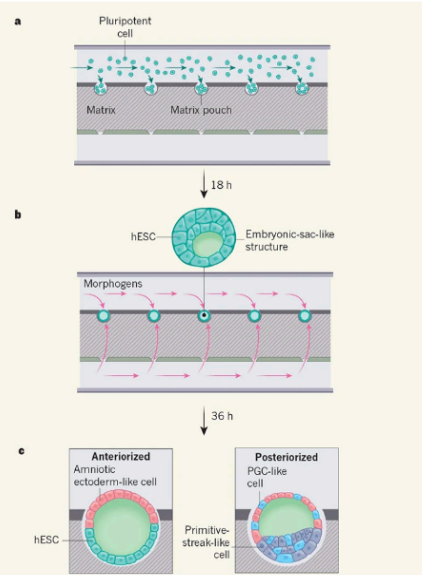 a
Pluripotent
cell
Matrix
Matrix pouch
18 h
b
hESC
Embryonic-sac-like
structure
Morphogens
36 h
c
Anteriorized
Amniotic
ectoderm-like cell
hESC
Posteriorized
PGC-like
cell
Primitive-
streak-like
cell